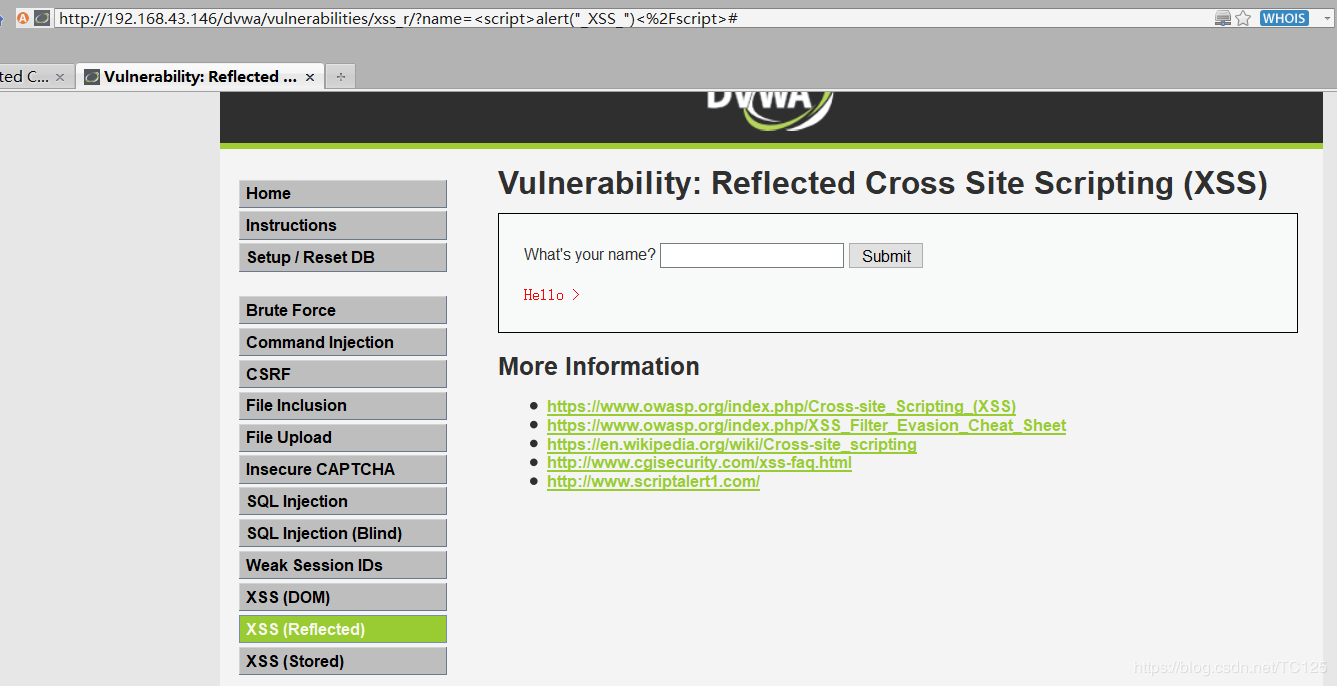 http://192.168.43.146/dvwa/vulnerabilities/xss_r/?name=<script>alert("_XSS_")<%2Fscript>#
WHOIS
ted C... ×
Vulnerability: Reflected ... ×
DVWA
Home
Instructions
Setup / Reset DB
Brute Force
Command Injection
CSRF
File Inclusion
File Upload
Insecure CAPTCHA
SQL Injection
SQL Injection (Blind)
Weak Session IDs
XSS (DOM)
XSS (Reflected)
XSS (Stored)
Vulnerability: Reflected Cross Site Scripting (XSS)
What's your name? Submit
Hello >
More Information
https://www.owasp.org/index.php/Cross-site_Scripting_(XSS)
https://www.owasp.org/index.php/XSS_Filter_Evasion_Cheat_Sheet
https://en.wikipedia.org/wiki/Cross-site_scripting
http://www.cgisecurity.com/xss-faq.html
http://www.scriptalert1.com/
https://blog.csdn.net/TC125